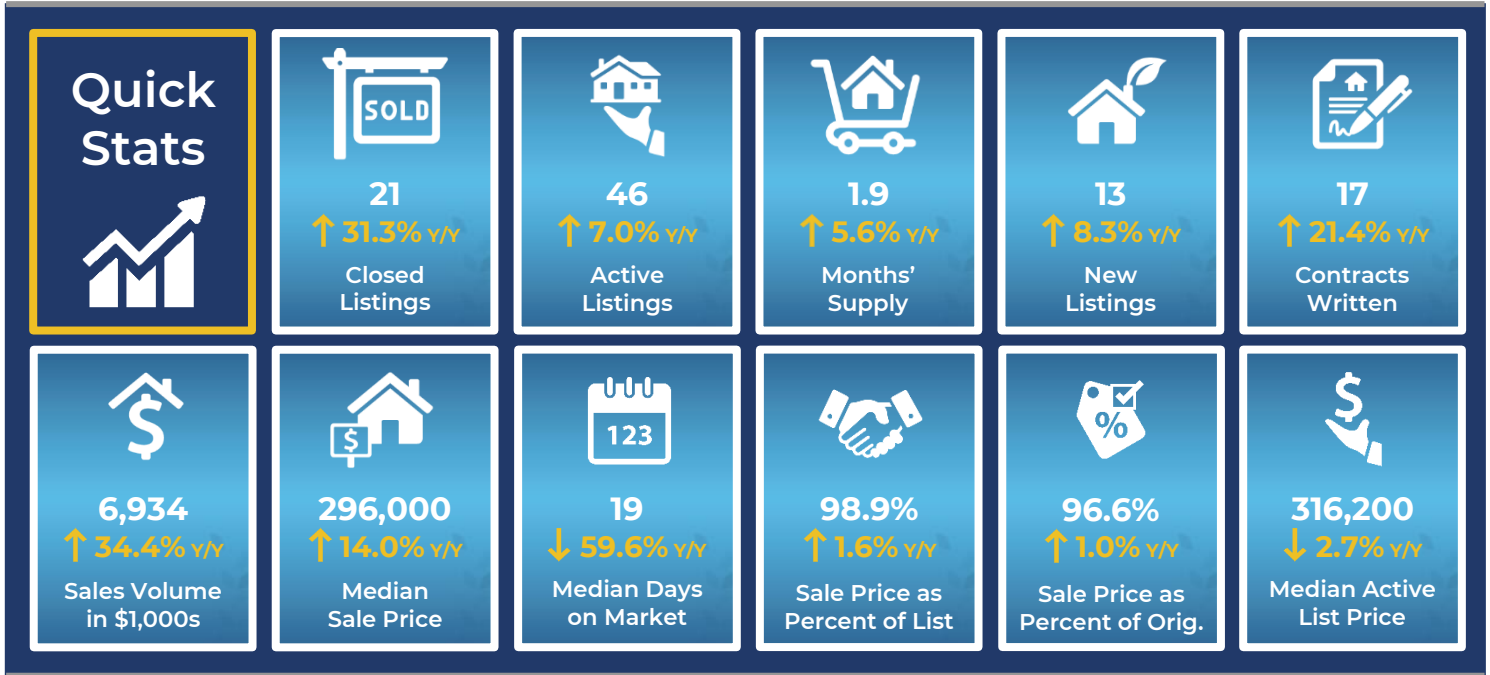 Quick
Stats
SOLD
21
↑ 31.3% Y/Y
Closed
Listings
46
↑ 7.0% Y/Y
Active
Listings
1.9
↑ 5.6% Y/Y
Months’
Supply
13
↑ 8.3% Y/Y
New
Listings
17
↑ 21.4% Y/Y
Contracts
Written
$
6,934
↑ 34.4% Y/Y
Sales Volume
in $1,000s
$
296,000
↑ 14.0% Y/Y
Median
Sale Price
123
19
↓ 59.6% Y/Y
Median Days
on Market
98.9%
↑ 1.6% Y/Y
Sale Price as
Percent of List
%
96.6%
↑ 1.0% Y/Y
Sale Price as
Percent of Orig.
$
316,200
↓ 2.7% Y/Y
Median Active
List Price